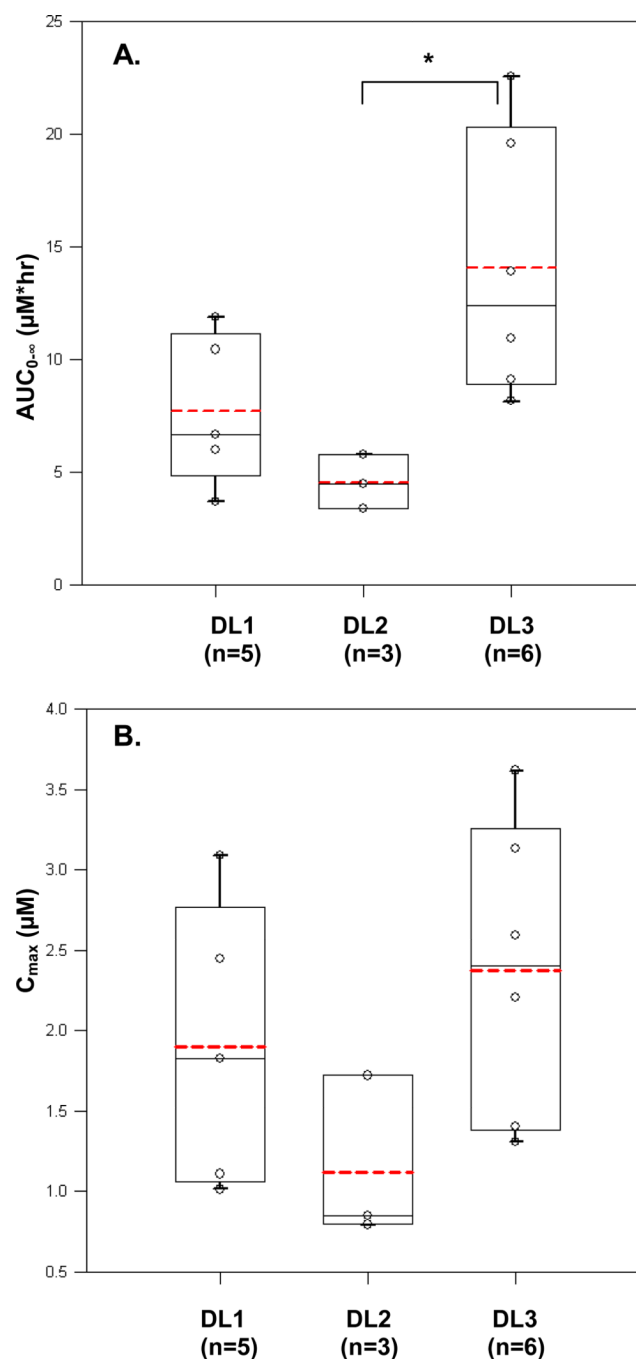 A.
*
25
20
15
10
5
0
AUC0-∞ (µM*hr)
DL1 DL2 DL3
(n=5) (n=3) (n=6)
B.
4.0
3.5
3.0
2.5
2.0
1.5
1.0
0.5
Cmax (µM)
DL1 DL2 DL3
(n=5) (n=3) (n=6)